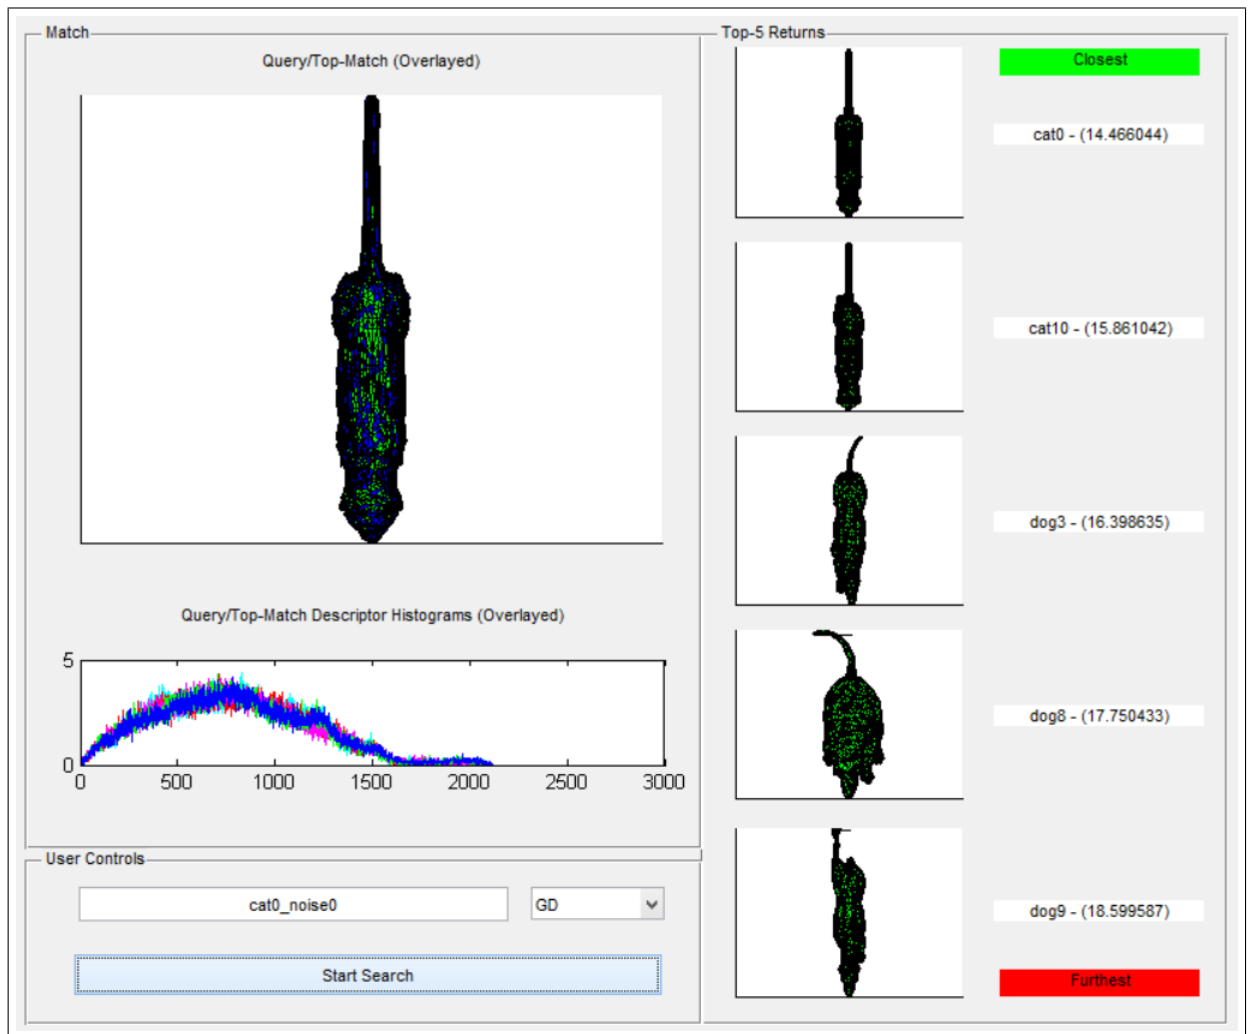 Match
Query/Top-Match (Overlayed)
Query/Top-Match Descriptor Histograms (Overlayed)
5
0
0 500 1000 1500 2000 2500 3000
User Controls
cat0_noise0 GD
Start Search
Top-5 Returns
Closest
cat0 - (14.466044)
cat10 - (15.861042)
dog3 - (16.398635)
dog8 - (17.750433)
dog9 - (18.599587)
Furthest